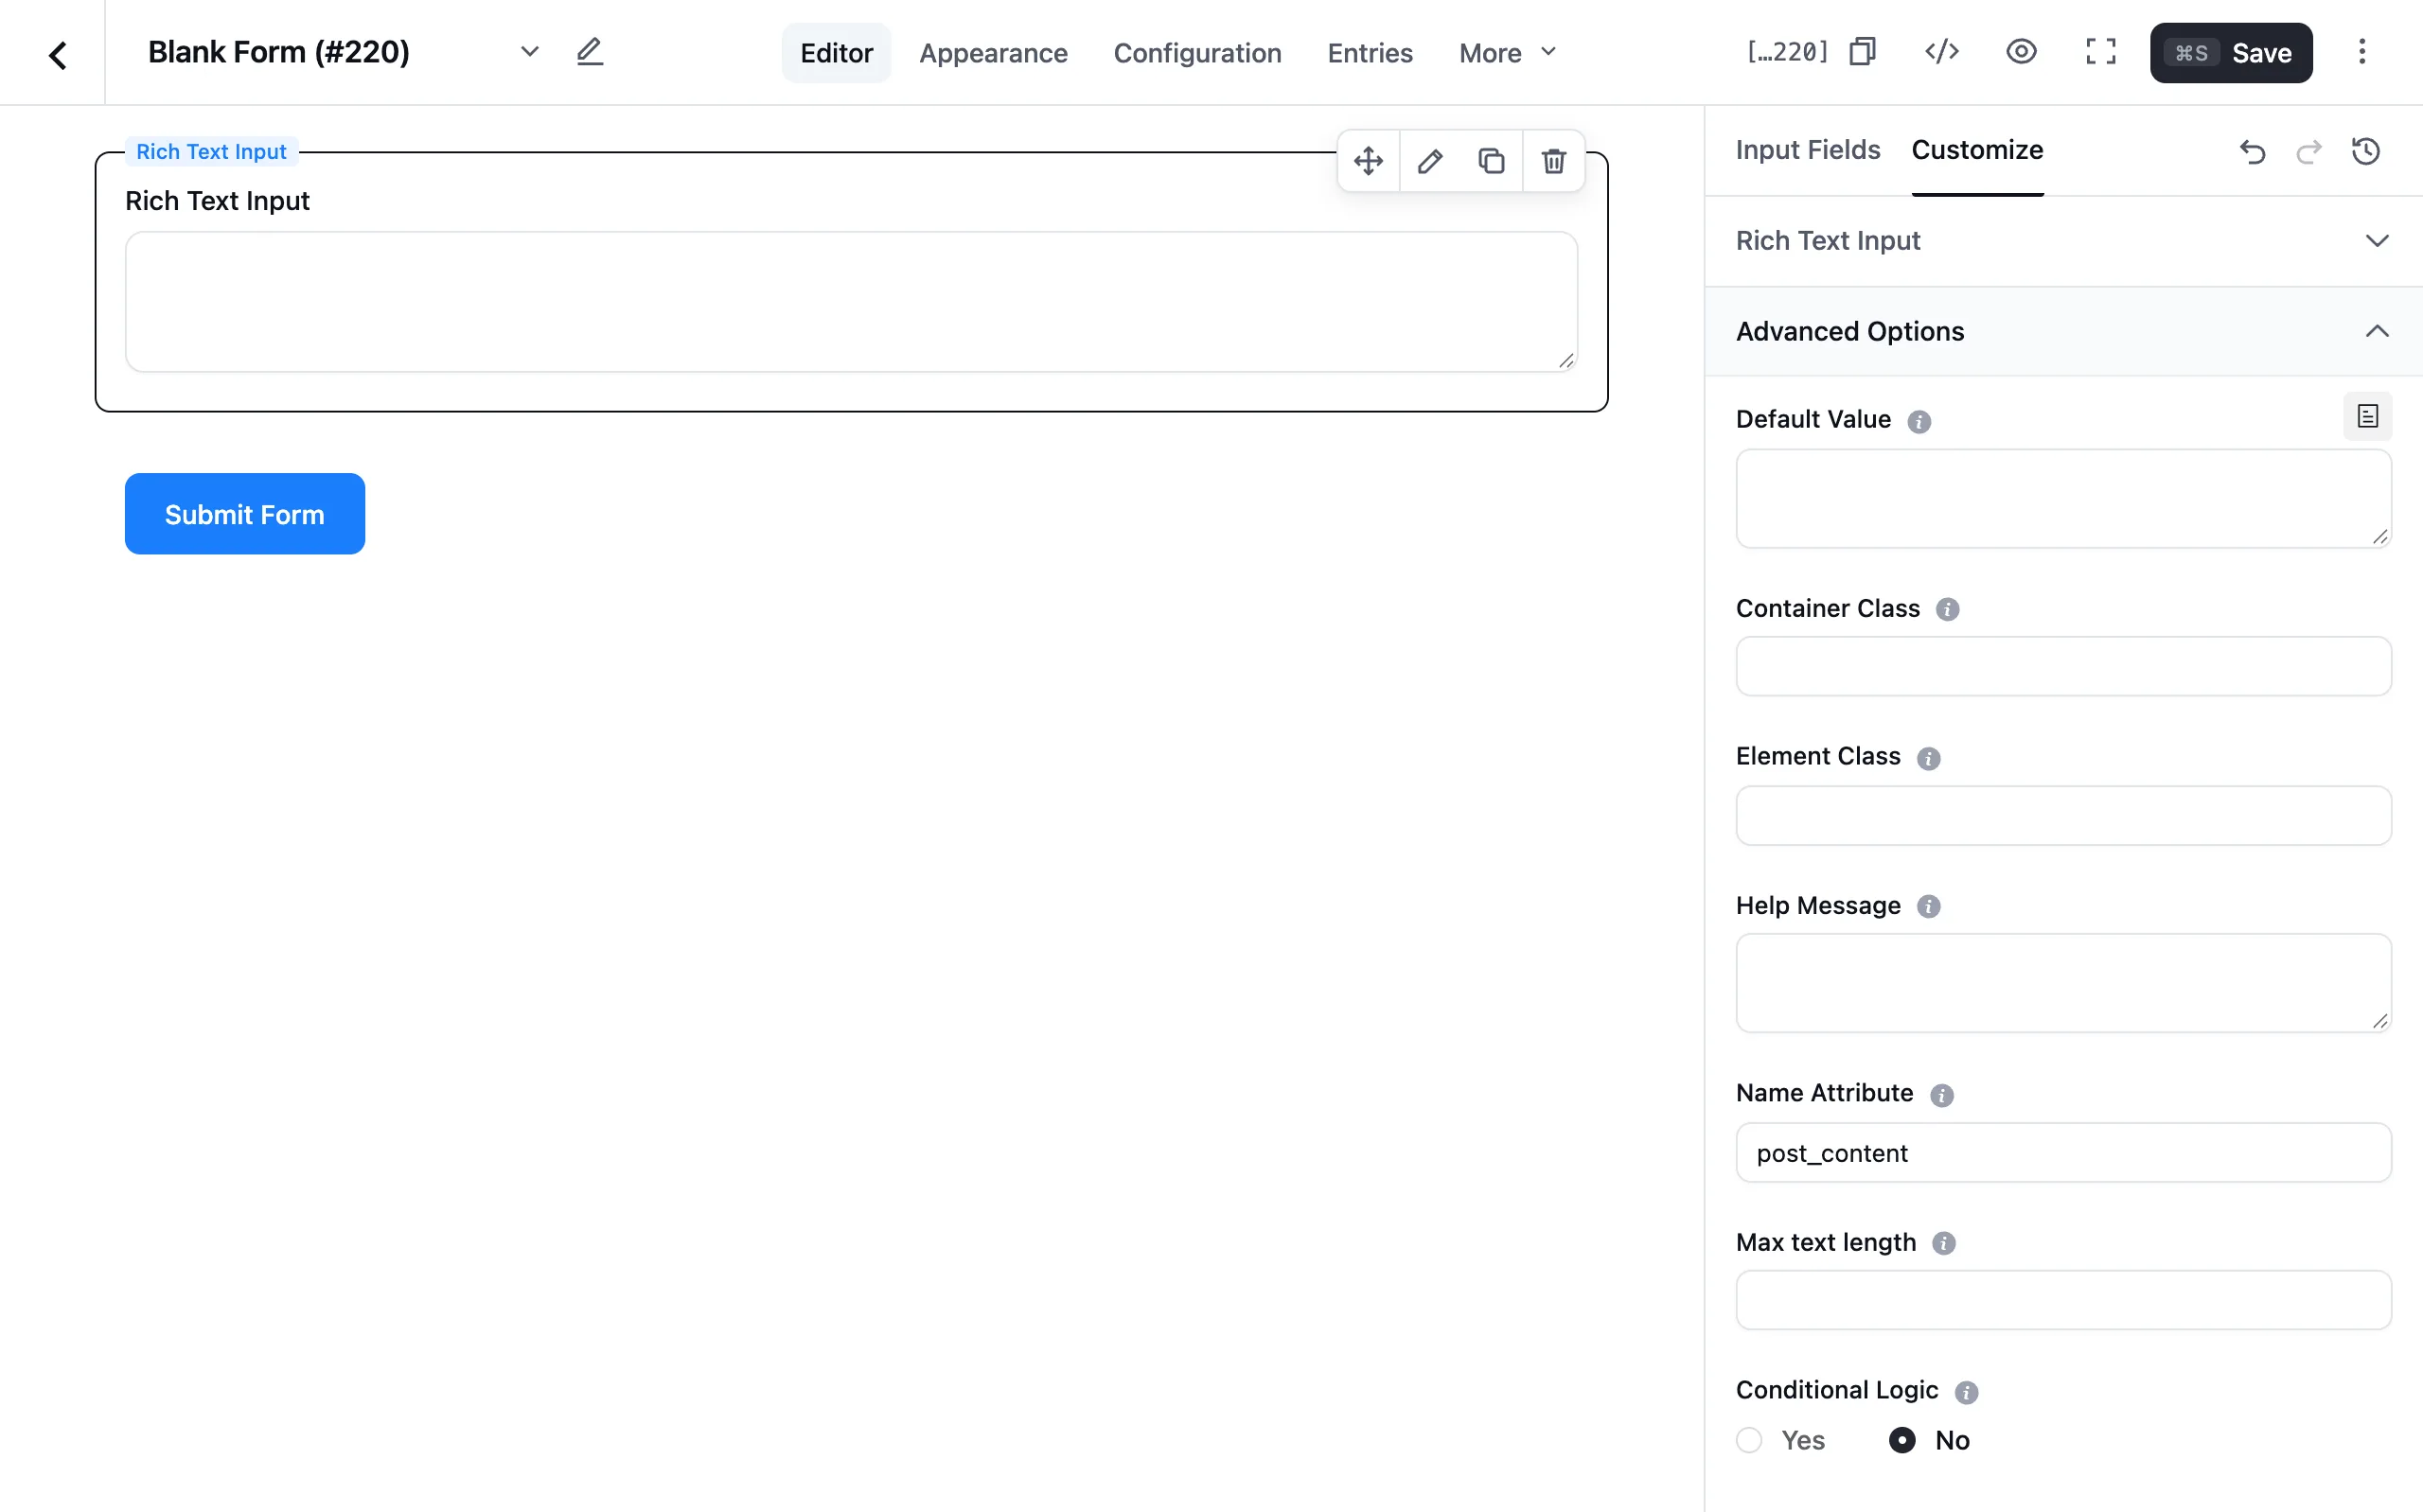 Blank Form (#220)
Editor
Appearance
Configuration
Entries
More
[…220]
⌘S Save
Rich Text Input
Rich Text Input
Submit Form
Input Fields
Customize
Rich Text Input
Advanced Options
Default Value
Container Class
Element Class
Help Message
Name Attribute
post_content
Max text length
Conditional Logic
Yes
No